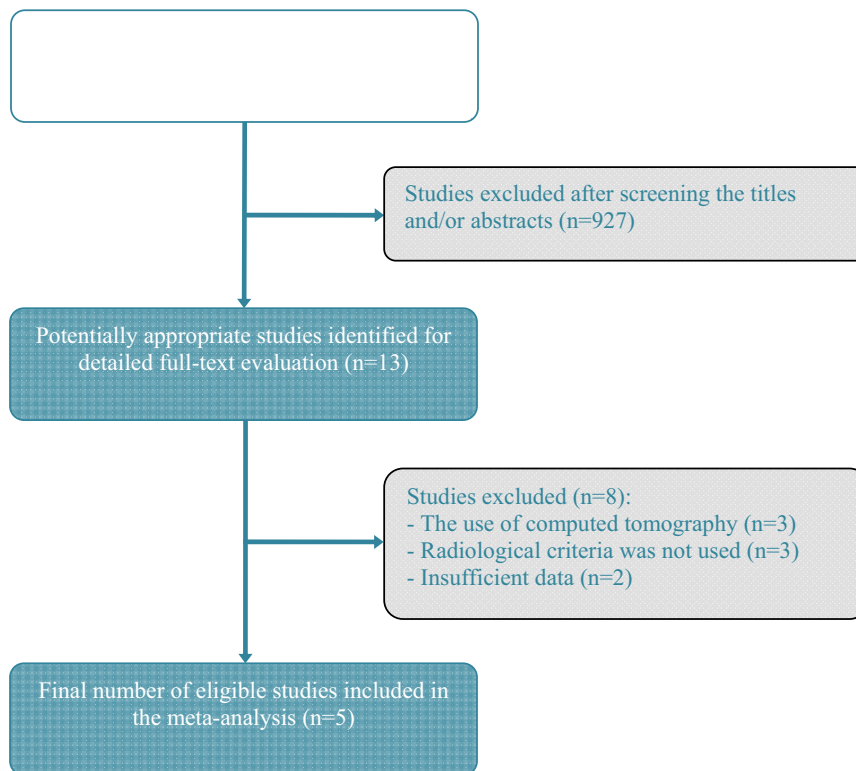 Studies excluded after screening the titles
and/or abstracts (n=927)
Potentially appropriate studies identified for
detailed full-text evaluation (n=13)
Studies excluded (n=8):
- The use of computed tomography (n=3)
- Radiological criteria was not used (n=3)
- Insufficient data (n=2)
Final number of eligible studies included in
the meta-analysis (n=5)